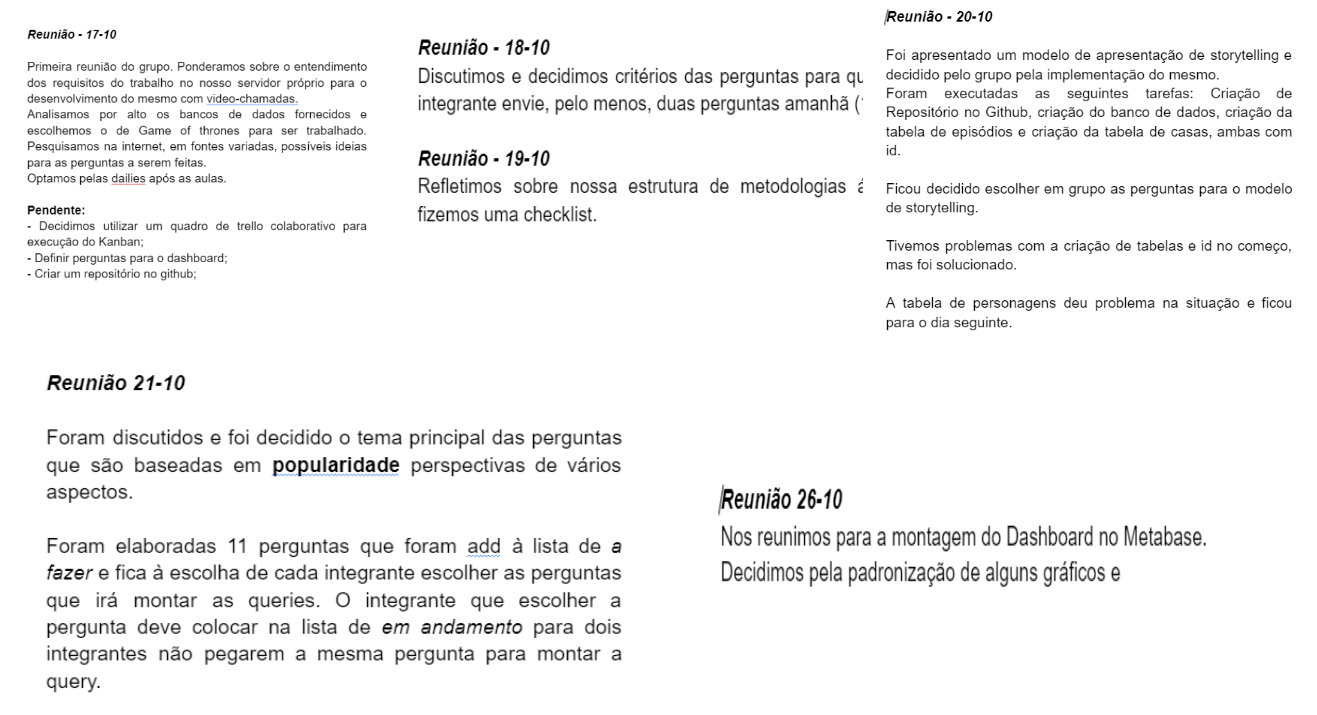 Reunião - 17-10
Primeira reunião do grupo. Ponderamos sobre o entendimento
dos requisitos do trabalho no nosso servidor próprio para o
desenvolvimento do mesmo com video-chamadas.
Analisamos por alto os bancos de dados fornecidos e
escolhemos o de Game of thrones para ser trabalhado.
Pesquisamos na internet, em fontes variadas, possíveis ideias
para as perguntas a serem feitas.
Optamos pelas dailies após as aulas.
Pendente:
- Decidimos utilizar um quadro de trello colaborativo para
execução do Kanban;
- Definir perguntas para o dashboard;
- Criar um repositório no github;
Reunião - 18-10
Discutimos e decidimos critérios das perguntas para qu
integrante envie, pelo menos, duas perguntas amanhã (
Reunião - 19-10
Refletimos sobre nossa estrutura de metodologias á
fizemos uma checklist.
Reunião - 20-10
Foi apresentado um modelo de apresentação de storytelling e
decidido pelo grupo pela implementação do mesmo.
Foram executadas as seguintes tarefas: Criação de
Repositório no Github, criação do banco de dados, criação da
tabela de episódios e criação da tabela de casas, ambas com
id.
Ficou decidido escolher em grupo as perguntas para o modelo
de storytelling.
Tivemos problemas com a criação de tabelas e id no começo,
mas foi solucionado.
A tabela de personagens deu problema na situação e ficou
para o dia seguinte.
Reunião 21-10
Foram discutidos e foi decidido o tema principal das perguntas
que são baseadas em popularidade perspectivas de vários
aspectos.
Foram elaboradas 11 perguntas que foram add à lista de a
fazer e fica à escolha de cada integrante escolher as perguntas
que irá montar as queries. O integrante que escolher a
pergunta deve colocar na lista de em andamento para dois
integrantes não pegarem a mesma pergunta para montar a
query.
Reunião 26-10
Nos reunimos para a montagem do Dashboard no Metabase.
Decidimos pela padronização de alguns gráficos e